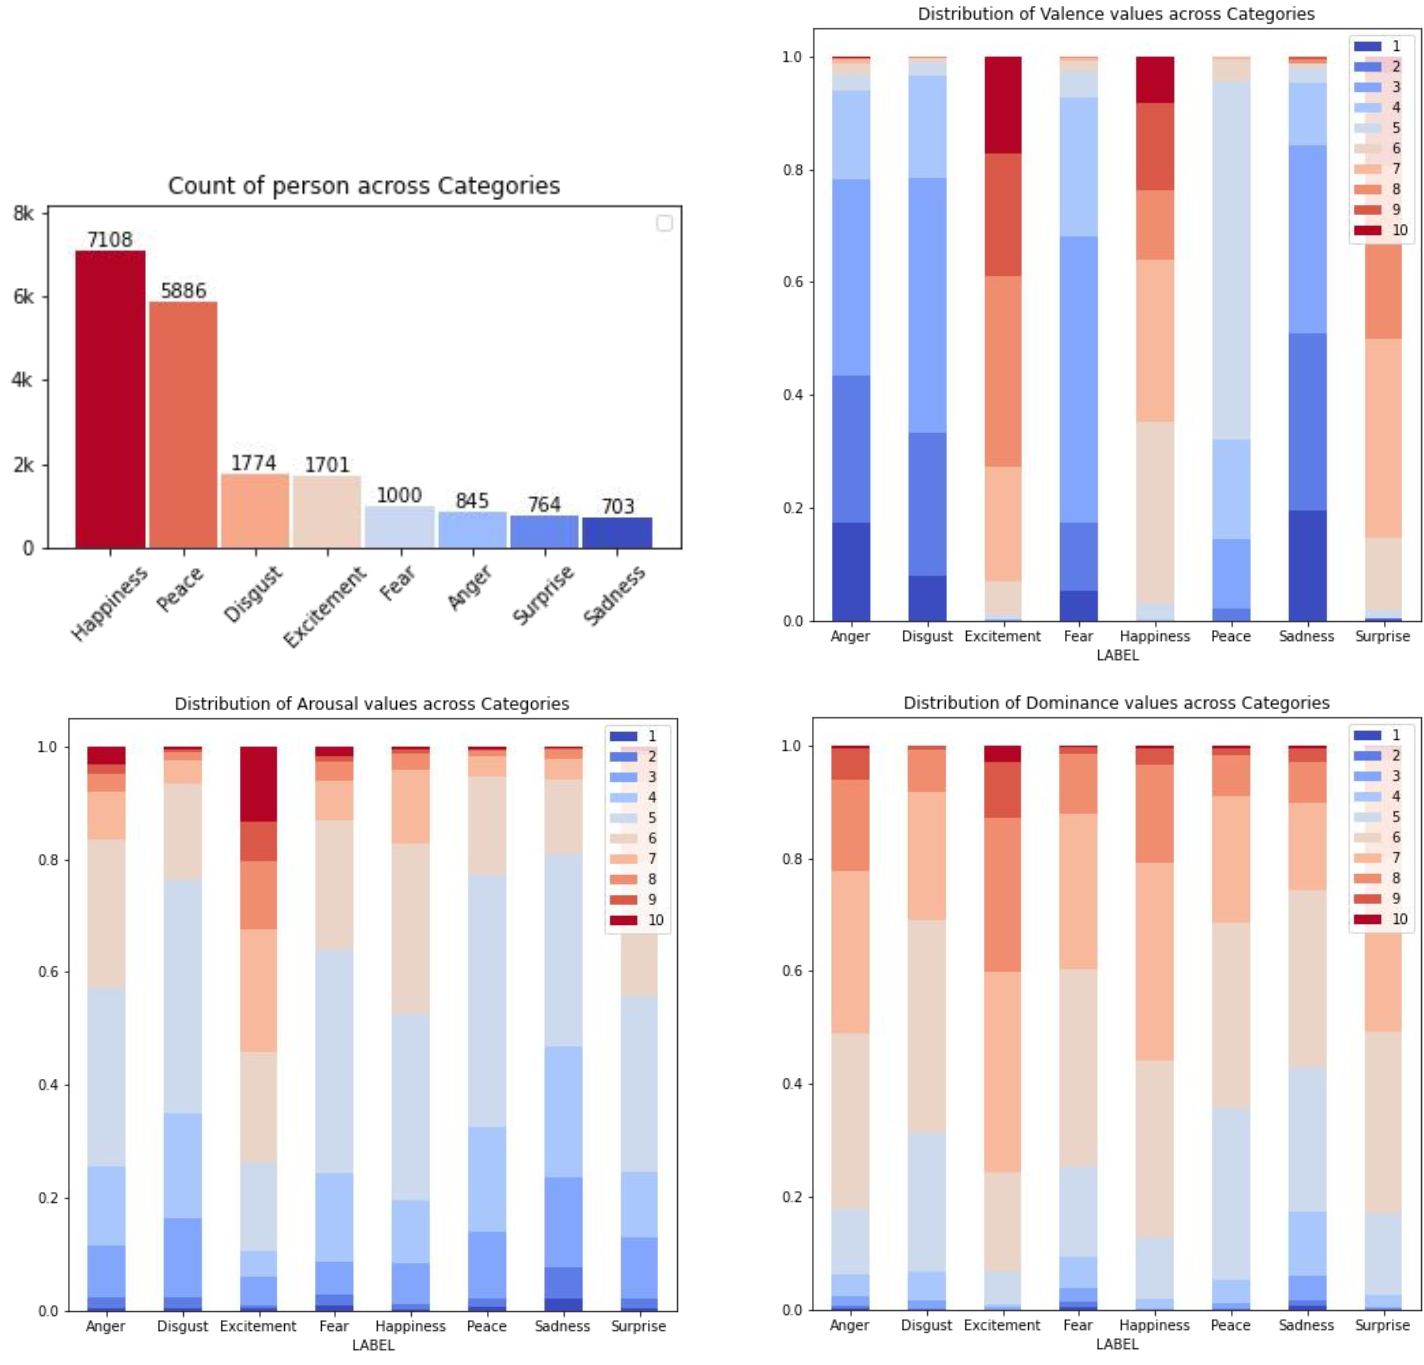 Count of person across Categories
8k
6k
4k
2k
0
7108
5886
1774
1701
1000
845
764
703
Happiness
Peace
Disgust
Excitement
Fear
Anger
Surprise
Sadness
Distribution of Valence values across Categories
1.0
0.8
0.6
0.4
0.2
0.0
1
2
3
4
5
6
7
8
9
10
Anger Disgust Excitement Fear Happiness Peace Sadness Surprise
LABEL
Distribution of Arousal values across Categories
1.0
0.8
0.6
0.4
0.2
0.0
1
2
3
4
5
6
7
8
9
10
Anger Disgust Excitement Fear Happiness Peace Sadness Surprise
LABEL
Distribution of Dominance values across Categories
1.0
0.8
0.6
0.4
0.2
0.0
1
2
3
4
5
6
7
8
9
10
Anger Disgust Excitement Fear Happiness Peace Sadness Surprise
LABEL